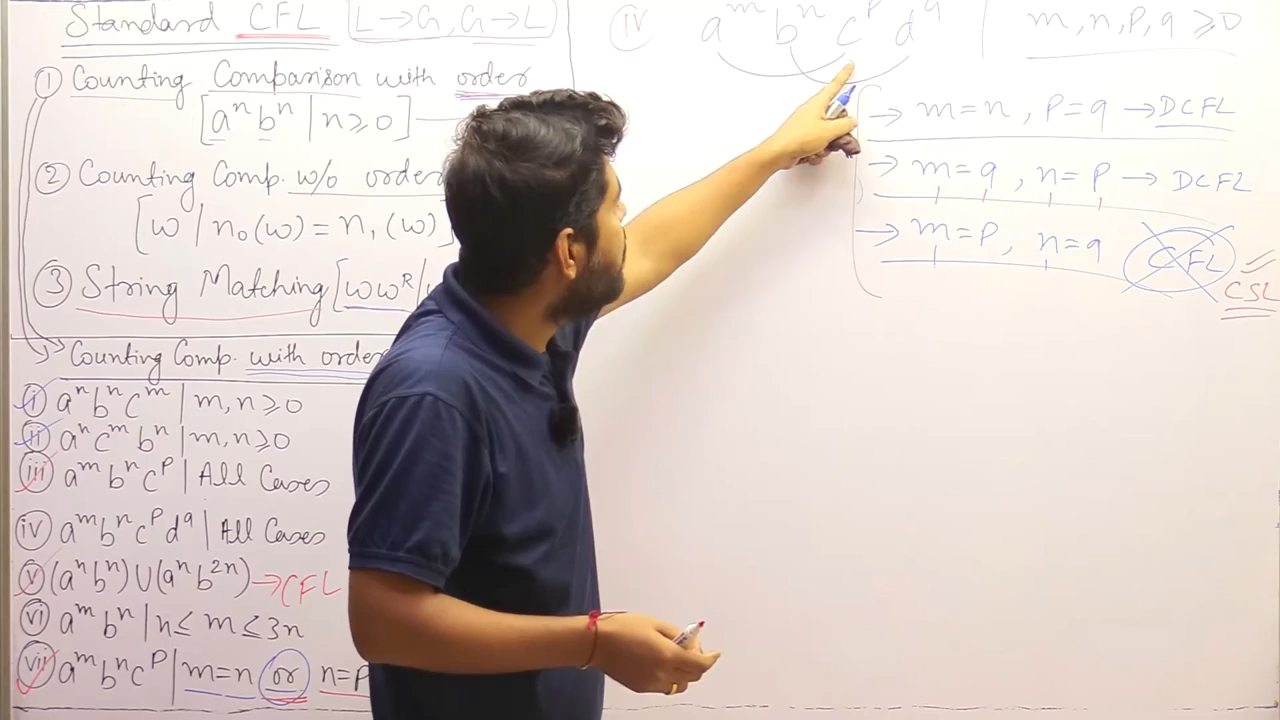 Standard CFL [L→G, G→L]
① Counting Comparison with order
[aⁿbⁿ | n≥0]
② Counting Comp. w/o order
[w | n₀(w) = n₁(w)]
③ String Matching [wwᴿ |
Counting Comp. with order
(i) aⁿbⁿcᵐ | m,n≥0
(ii) aⁿcᵐbⁿ | m,n≥0
(iii) aᵐbⁿcᵖ | All Cases
(iv) aᵐbⁿcᵖd^q | All Cases
(v) (aⁿbⁿ)∪(aⁿb²ⁿ) → CFL
(vi) aᵐbⁿ | n ≤ m ≤ 3n
(vii) aᵐbⁿcᵖ | m=n or n=P
(iv) aᵐ bⁿ cᵖ d^q | m,n,P,q ≥0
→ m=n, P=q → DCFL
→ m=q, n=P → DCFL
→ m=P, n=q CFL
CSL